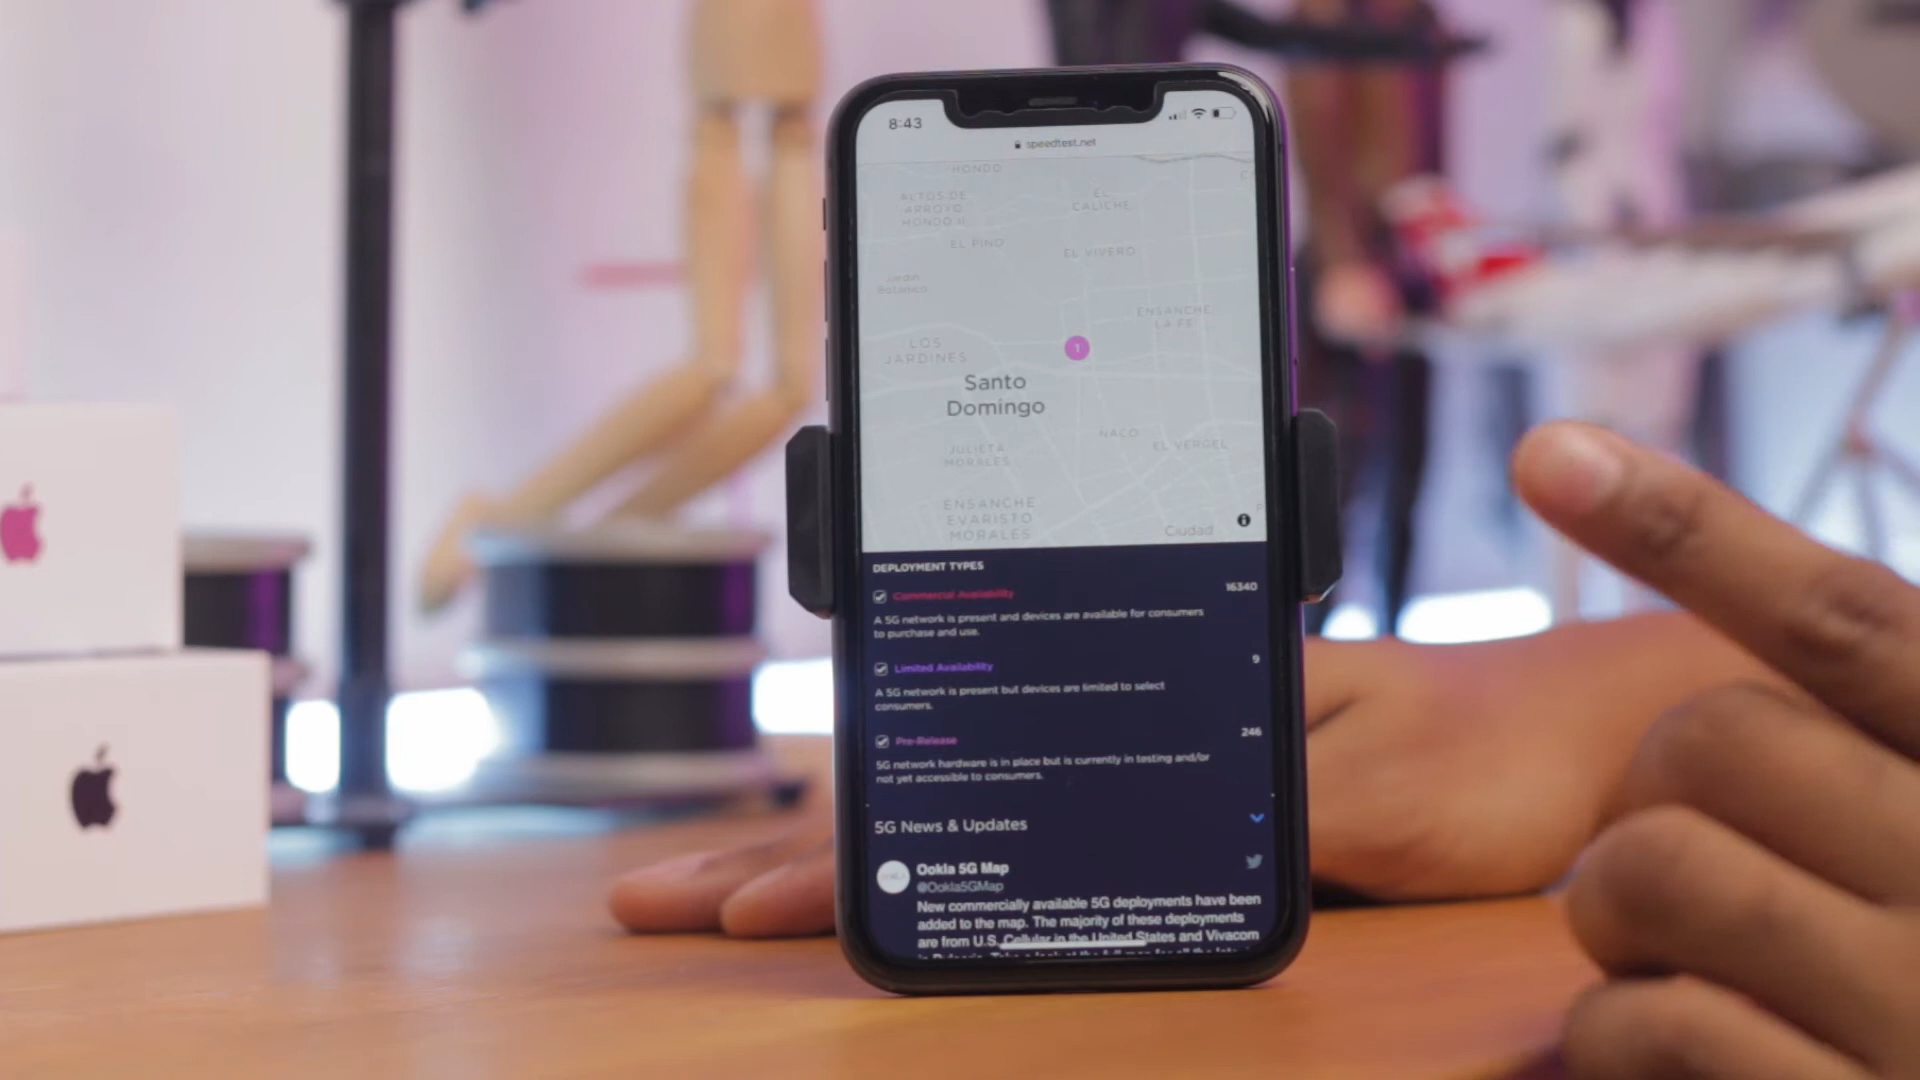 8:43
speedtest.net
HONDO
ALTOS DE
ARROYO
HONDO II
EL
CALICHE
EL PINO
EL VIVERO
Jardín
Botánico
ENSANCHE
LA FE
LOS
JARDINES
1
Santo
Domingo
NACO
EL VERGEL
JULIETA
MORALES
ENSANCHE
EVARISTO
MORALES
Ciudad
DEPLOYMENT TYPES
Commercial Availability 16340
A 5G network is present and devices are available for consumers
to purchase and use.
Limited Availability 9
A 5G network is present but devices are limited to select
consumers.
Pre-Release 246
5G network hardware is in place but is currently in testing and/or
not yet accessible to consumers.
5G News & Updates
Ookla 5G Map
@Ookla5GMap
New commercially available 5G deployments have been
added to the map. The majority of these deployments
are from U.S. Cellular in the United States and Vivacom